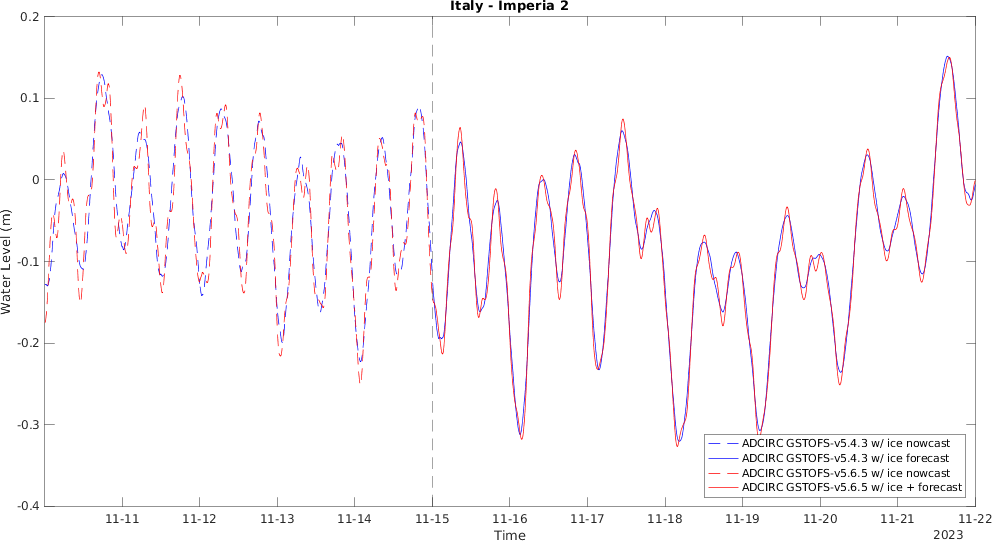 Italy - Imperia 2
Water Level (m)
0.2
0.1
0
-0.1
-0.2
-0.3
-0.4
ADCIRC GSTOFS-v5.4.3 w/ ice nowcast
ADCIRC GSTOFS-v5.4.3 w/ ice forecast
ADCIRC GSTOFS-v5.6.5 w/ ice nowcast
ADCIRC GSTOFS-v5.6.5 w/ ice + forecast
11-11 11-12 11-13 11-14 11-15 11-16 11-17 11-18 11-19 11-20 11-21 11-22
Time
2023